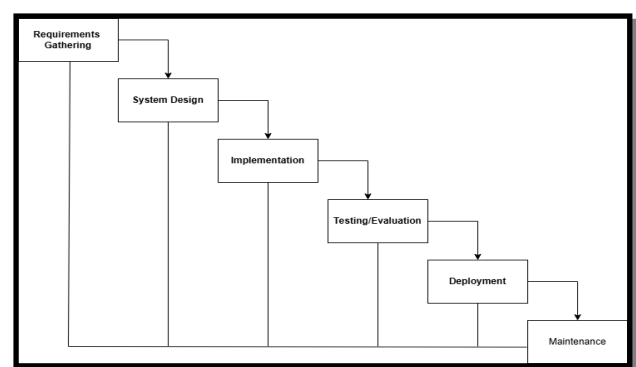 Requirements
Gathering
System Design
Implementation
Testing/Evaluation
Deployment
Maintenance